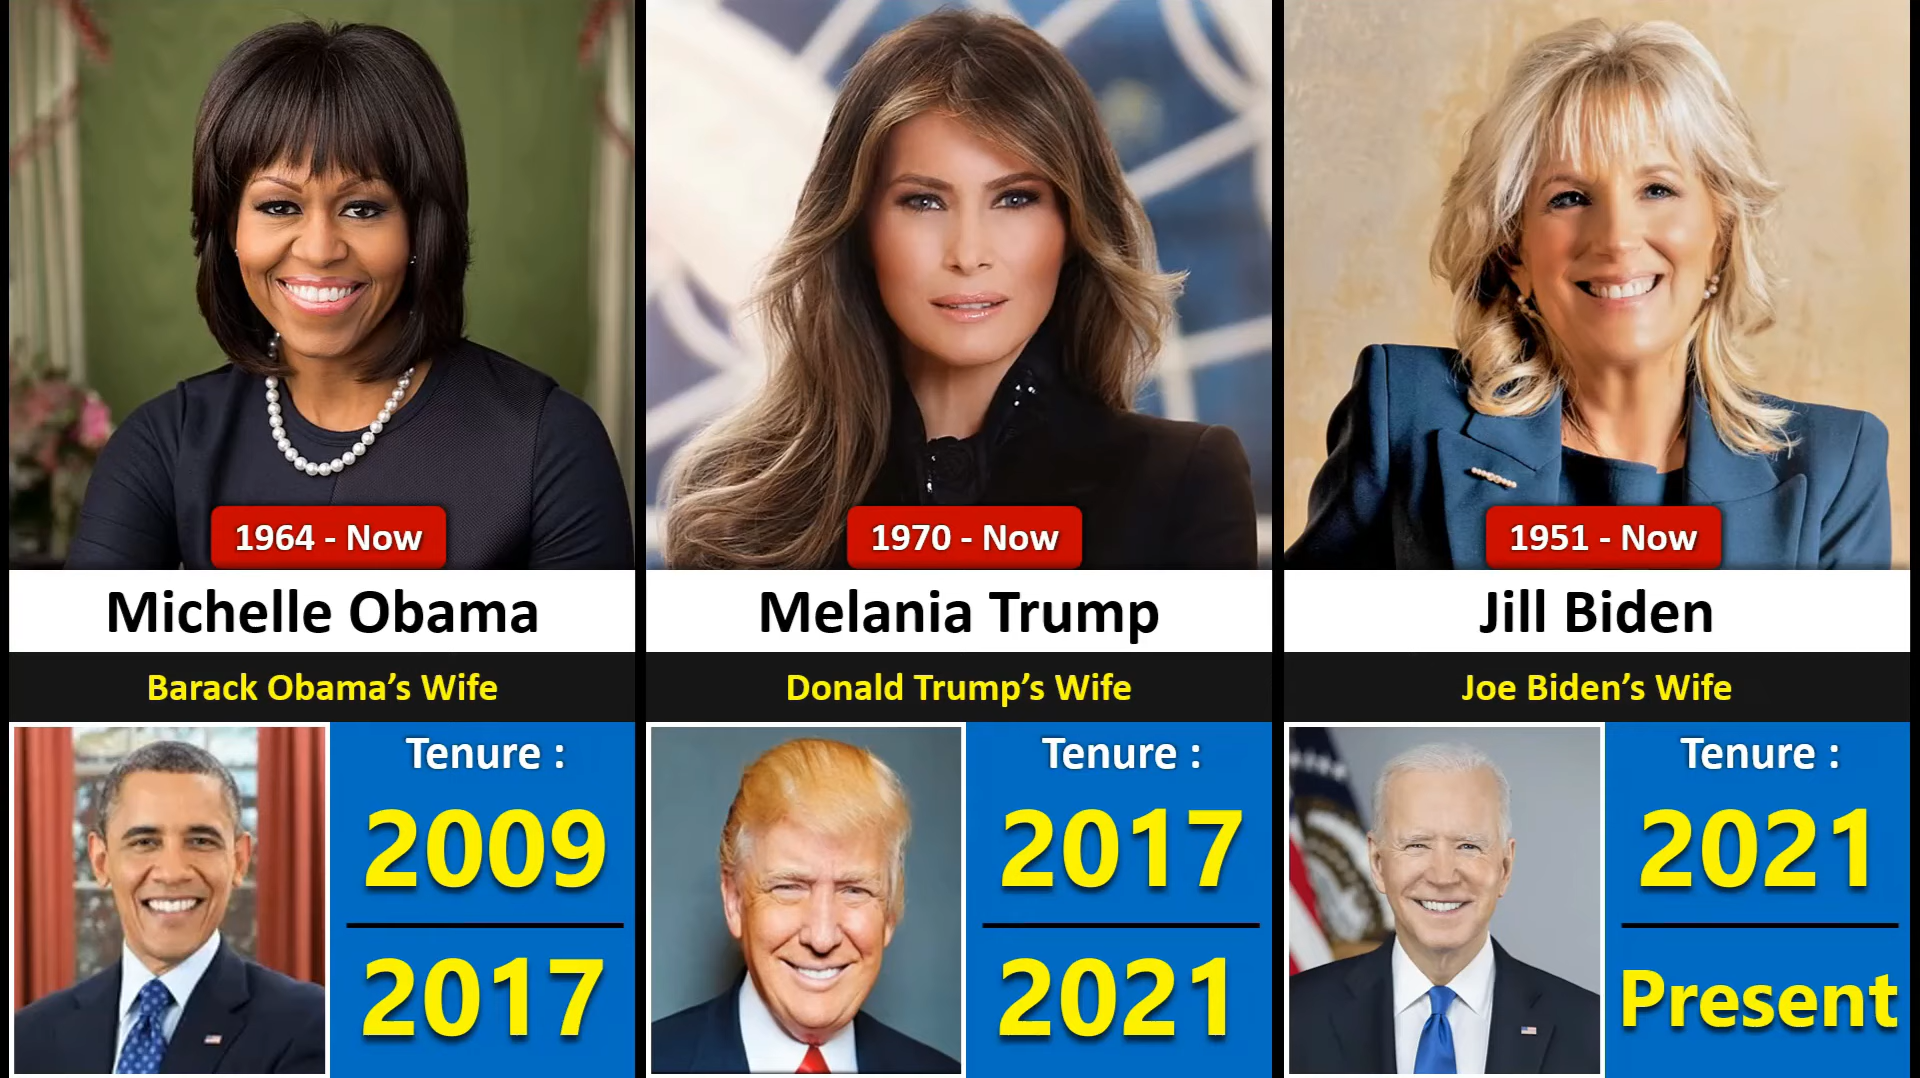 1964 - Now
Michelle Obama
Barack Obama’s Wife
Tenure :
2009
2017
1970 - Now
Melania Trump
Donald Trump’s Wife
Tenure :
2017
2021
1951 - Now
Jill Biden
Joe Biden’s Wife
Tenure :
2021
Present